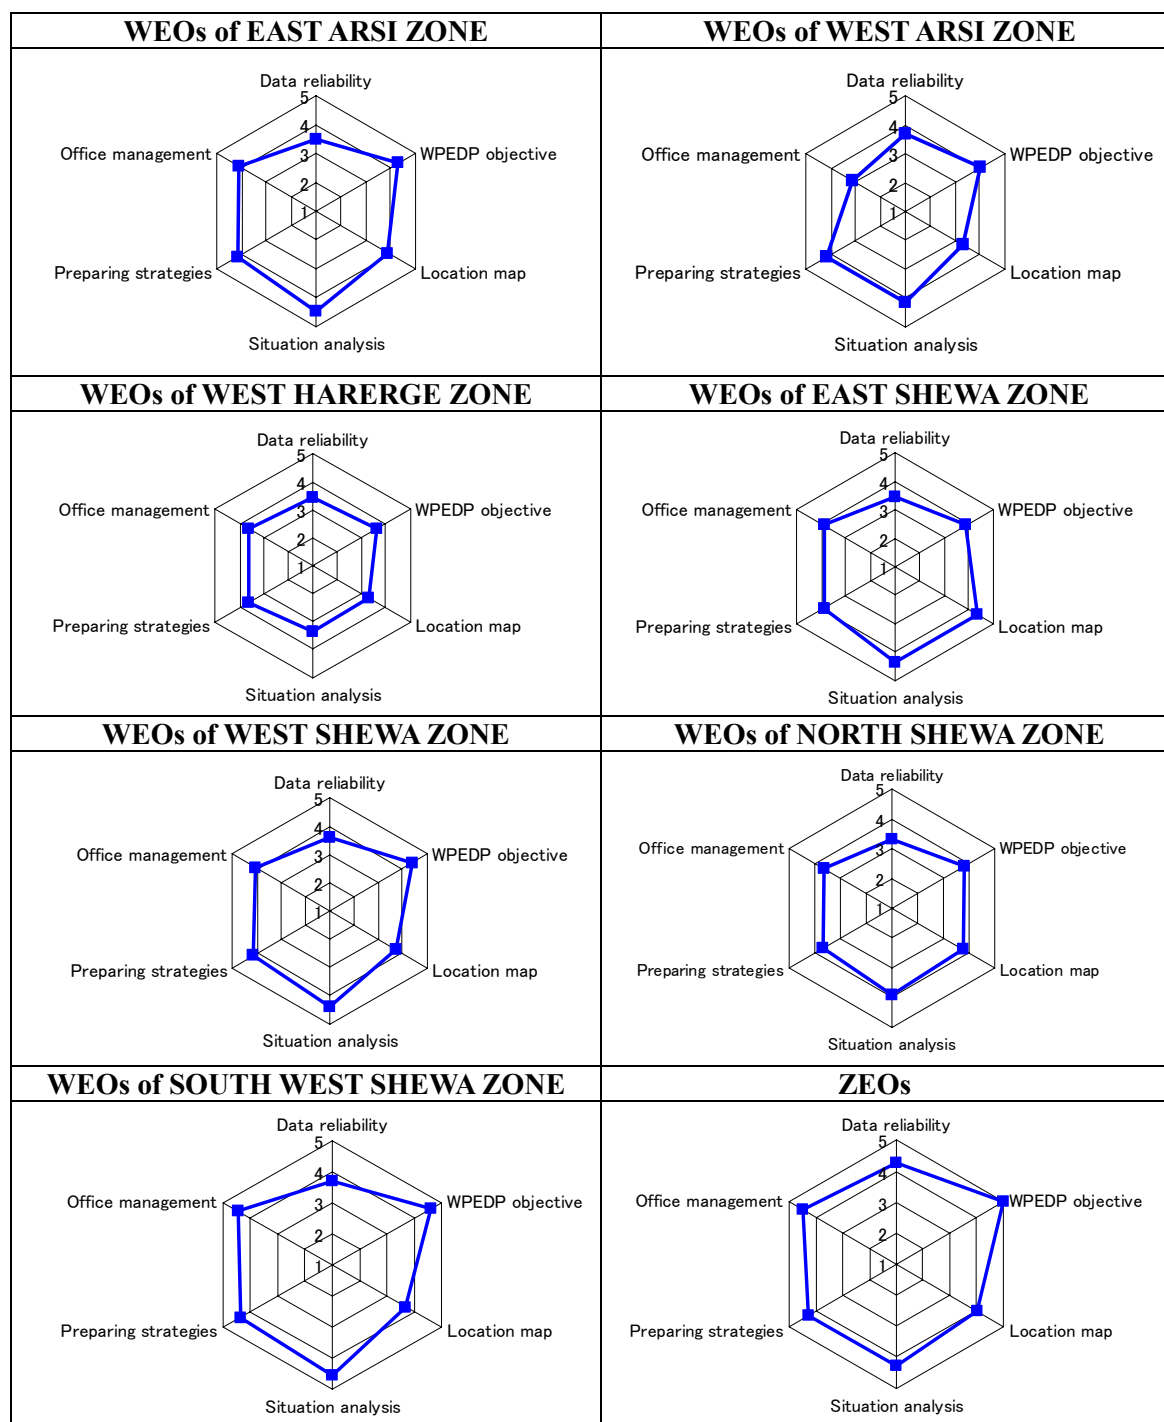 WEOs of EAST ARSI ZONE
Data reliability
5
4
3
2
1
Office management
WPEDP objective
Preparing strategies
Location map
Situation analysis
WEOs of WEST ARSI ZONE
Data reliability
5
4
3
2
1
Office management
WPEDP objective
Preparing strategies
Location map
Situation analysis
WEOs of WEST HARERGE ZONE
Data reliability
5
4
3
2
1
Office management
WPEDP objective
Preparing strategies
Location map
Situation analysis
WEOs of EAST SHEWA ZONE
Data reliability
5
4
3
2
1
Office management
WPEDP objective
Preparing strategies
Location map
Situation analysis
WEOs of WEST SHEWA ZONE
Data reliability
5
4
3
2
1
Office management
WPEDP objective
Preparing strategies
Location map
Situation analysis
WEOs of NORTH SHEWA ZONE
Data reliability
5
4
3
2
1
Office management
WPEDP objective
Preparing strategies
Location map
Situation analysis
WEOs of SOUTH WEST SHEWA ZONE
Data reliability
5
4
3
2
1
Office management
WPEDP objective
Preparing strategies
Location map
Situation analysis
ZEOs
Data reliability
5
4
3
2
1
Office management
WPEDP objective
Preparing strategies
Location map
Situation analysis